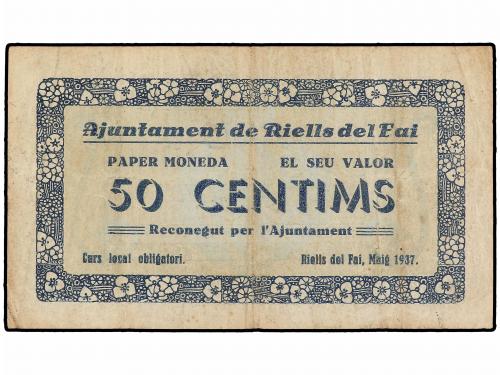 Ajuntament de Riells del Fai
PAPER MONEDA EL SEU VALOR
50 CENTIMS
Reconegut per l'Ajuntament
Curs local obligatori. Riells del Fai, Maig 1937.